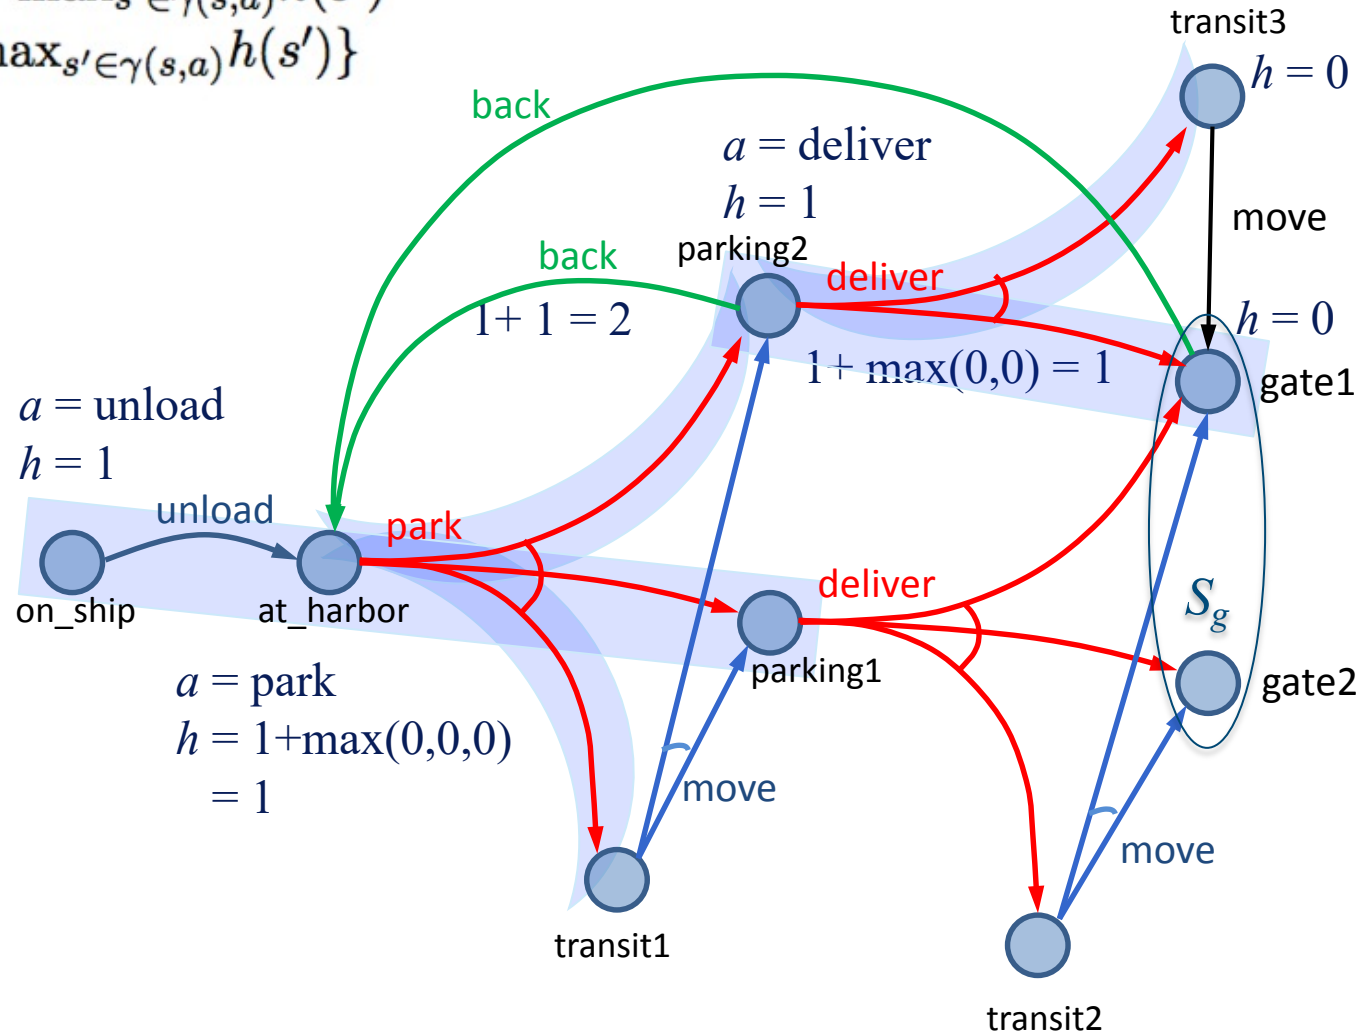 max_{s'∈γ(s,a)} h(s')}
transit3
h = 0
back
a = deliver
h = 1
move
parking2
back
deliver
1+ 1 = 2
h = 0
1+ max(0,0) = 1
gate1
a = unload
h = 1
unload
park
on_ship
at_harbor
deliver
S_g
parking1
gate2
a = park
h = 1+max(0,0,0)
= 1
move
move
transit1
transit2